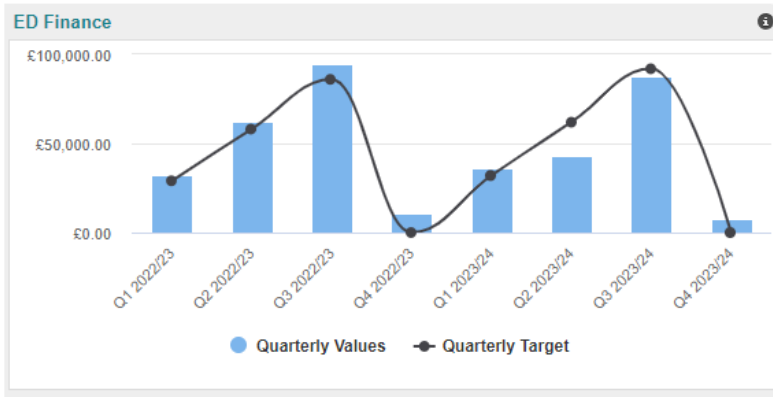 ED Finance
£100,000.00
£50,000.00
£0.00
Q1 2022/23
Q2 2022/23
Q3 2022/23
Q4 2022/23
Q1 2023/24
Q2 2023/24
Q3 2023/24
Q4 2023/24
Quarterly Values
Quarterly Target